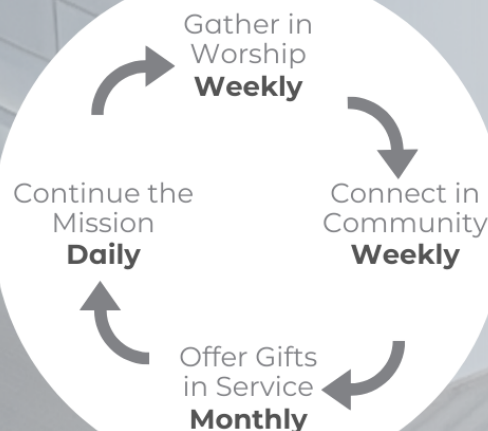 Gather in
Worship
Weekly
Connect in
Community
Weekly
Offer Gifts
in Service
Monthly
Continue the
Mission
Daily